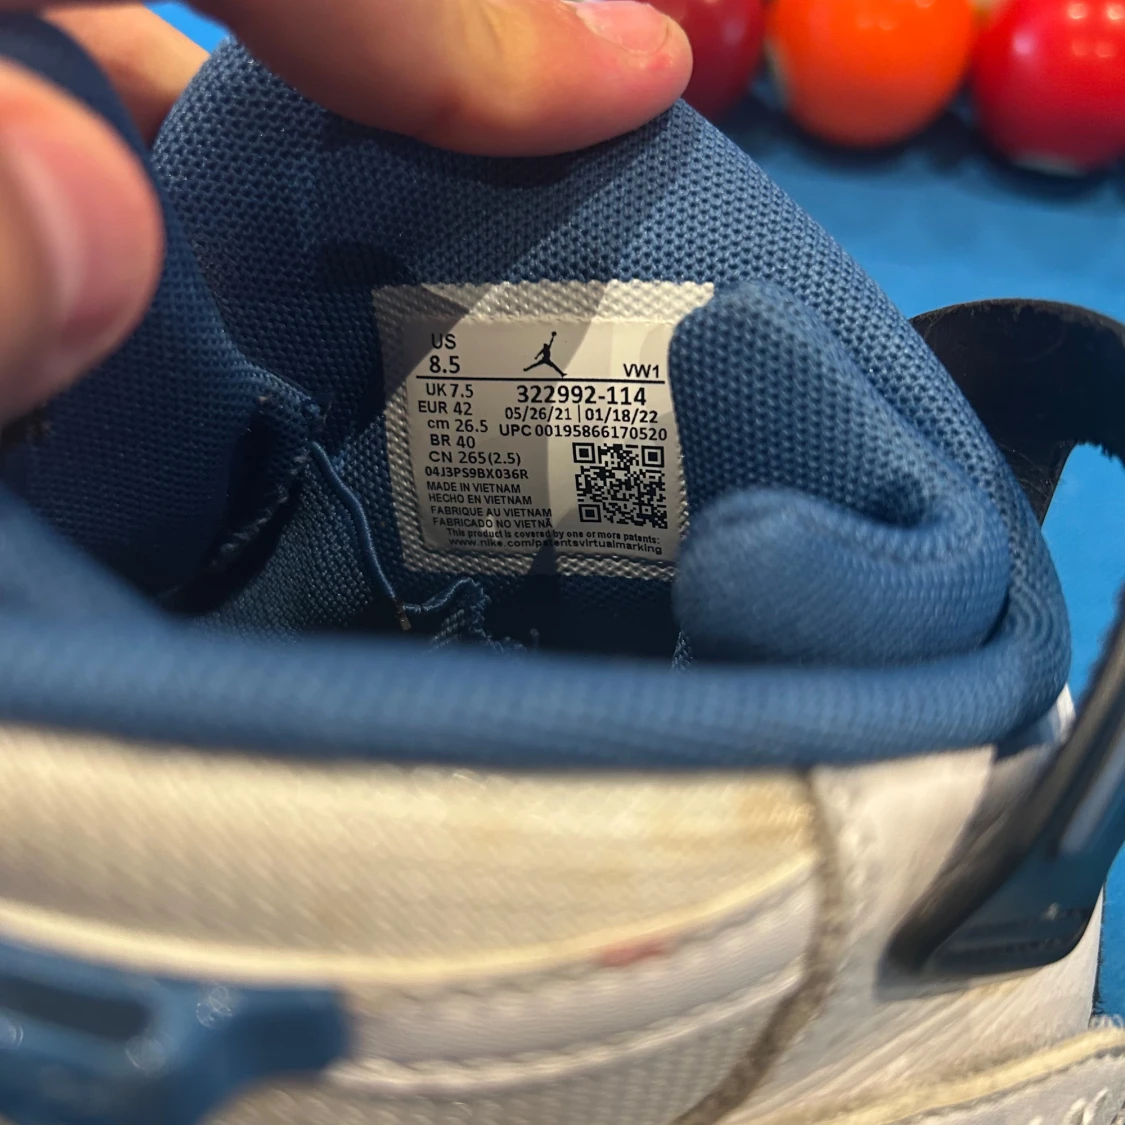 US
8.5
VW1
UK 7.5
322992-114
EUR 42
05/26/21 | 01/18/22
cm 26.5
UPC 00195866170520
BR 40
CN 265(2.5)
04J3PS9BX036R
MADE IN VIETNAM
HECHO EN VIETNAM
FABRIQUE AU VIETNAM
FABRICADO NO VIETNÃ
This product is covered by one or more patents:
www.nike.com/patentsvirtualmarking